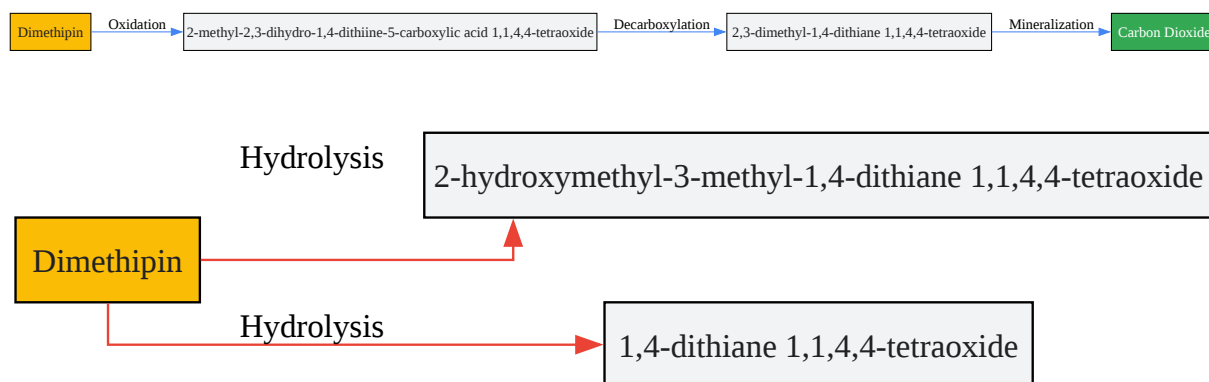 Dimethipin
Oxidation
2-methyl-2,3-dihydro-1,4-dithiine-5-carboxylic acid 1,1,4,4-tetraoxide
Decarboxylation
2,3-dimethyl-1,4-dithiane 1,1,4,4-tetraoxide
Mineralization
Carbon Dioxide
Hydrolysis
2-hydroxymethyl-3-methyl-1,4-dithiane 1,1,4,4-tetraoxide
Dimethipin
Hydrolysis
1,4-dithiane 1,1,4,4-tetraoxide